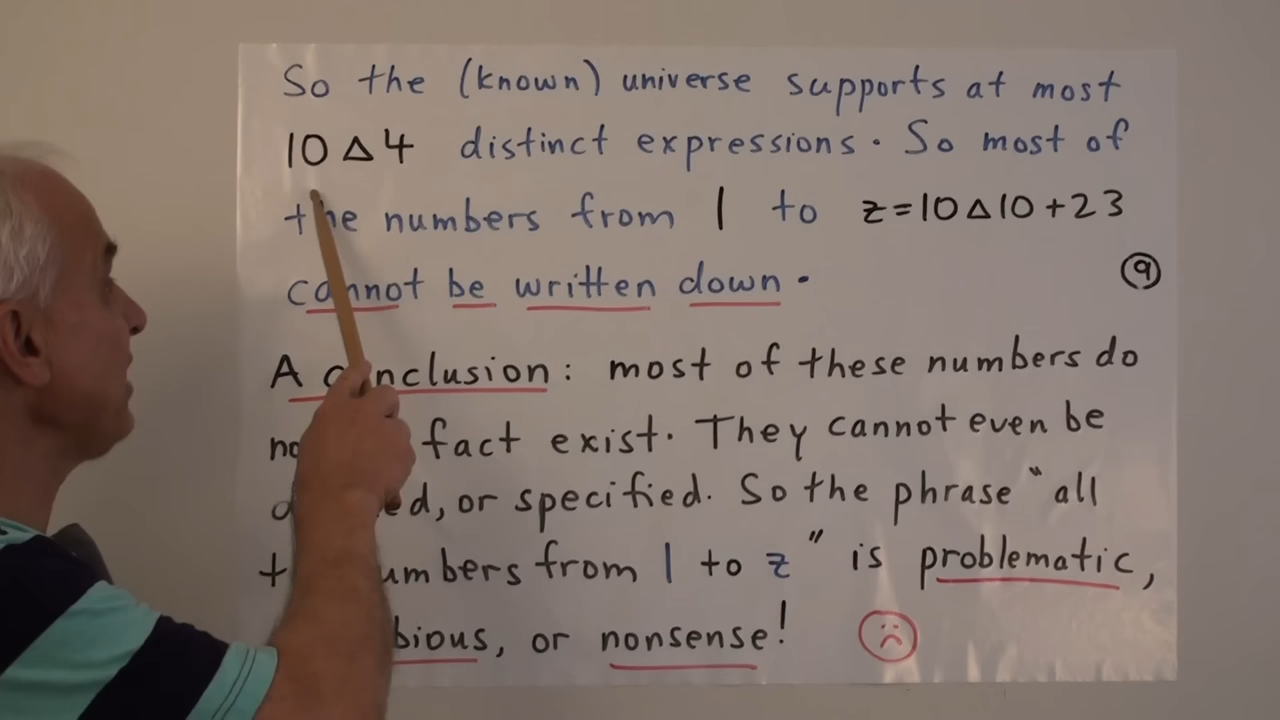 So the (known) universe supports at most
10 △ 4 distinct expressions. So most of
the numbers from 1 to z = 10 △ 10 + 23
cannot be written down.
9
A conclusion: most of these numbers do
fact exist. They cannot even be
or specified. So the phrase "all
from 1 to z" is problematic,
or nonsense!